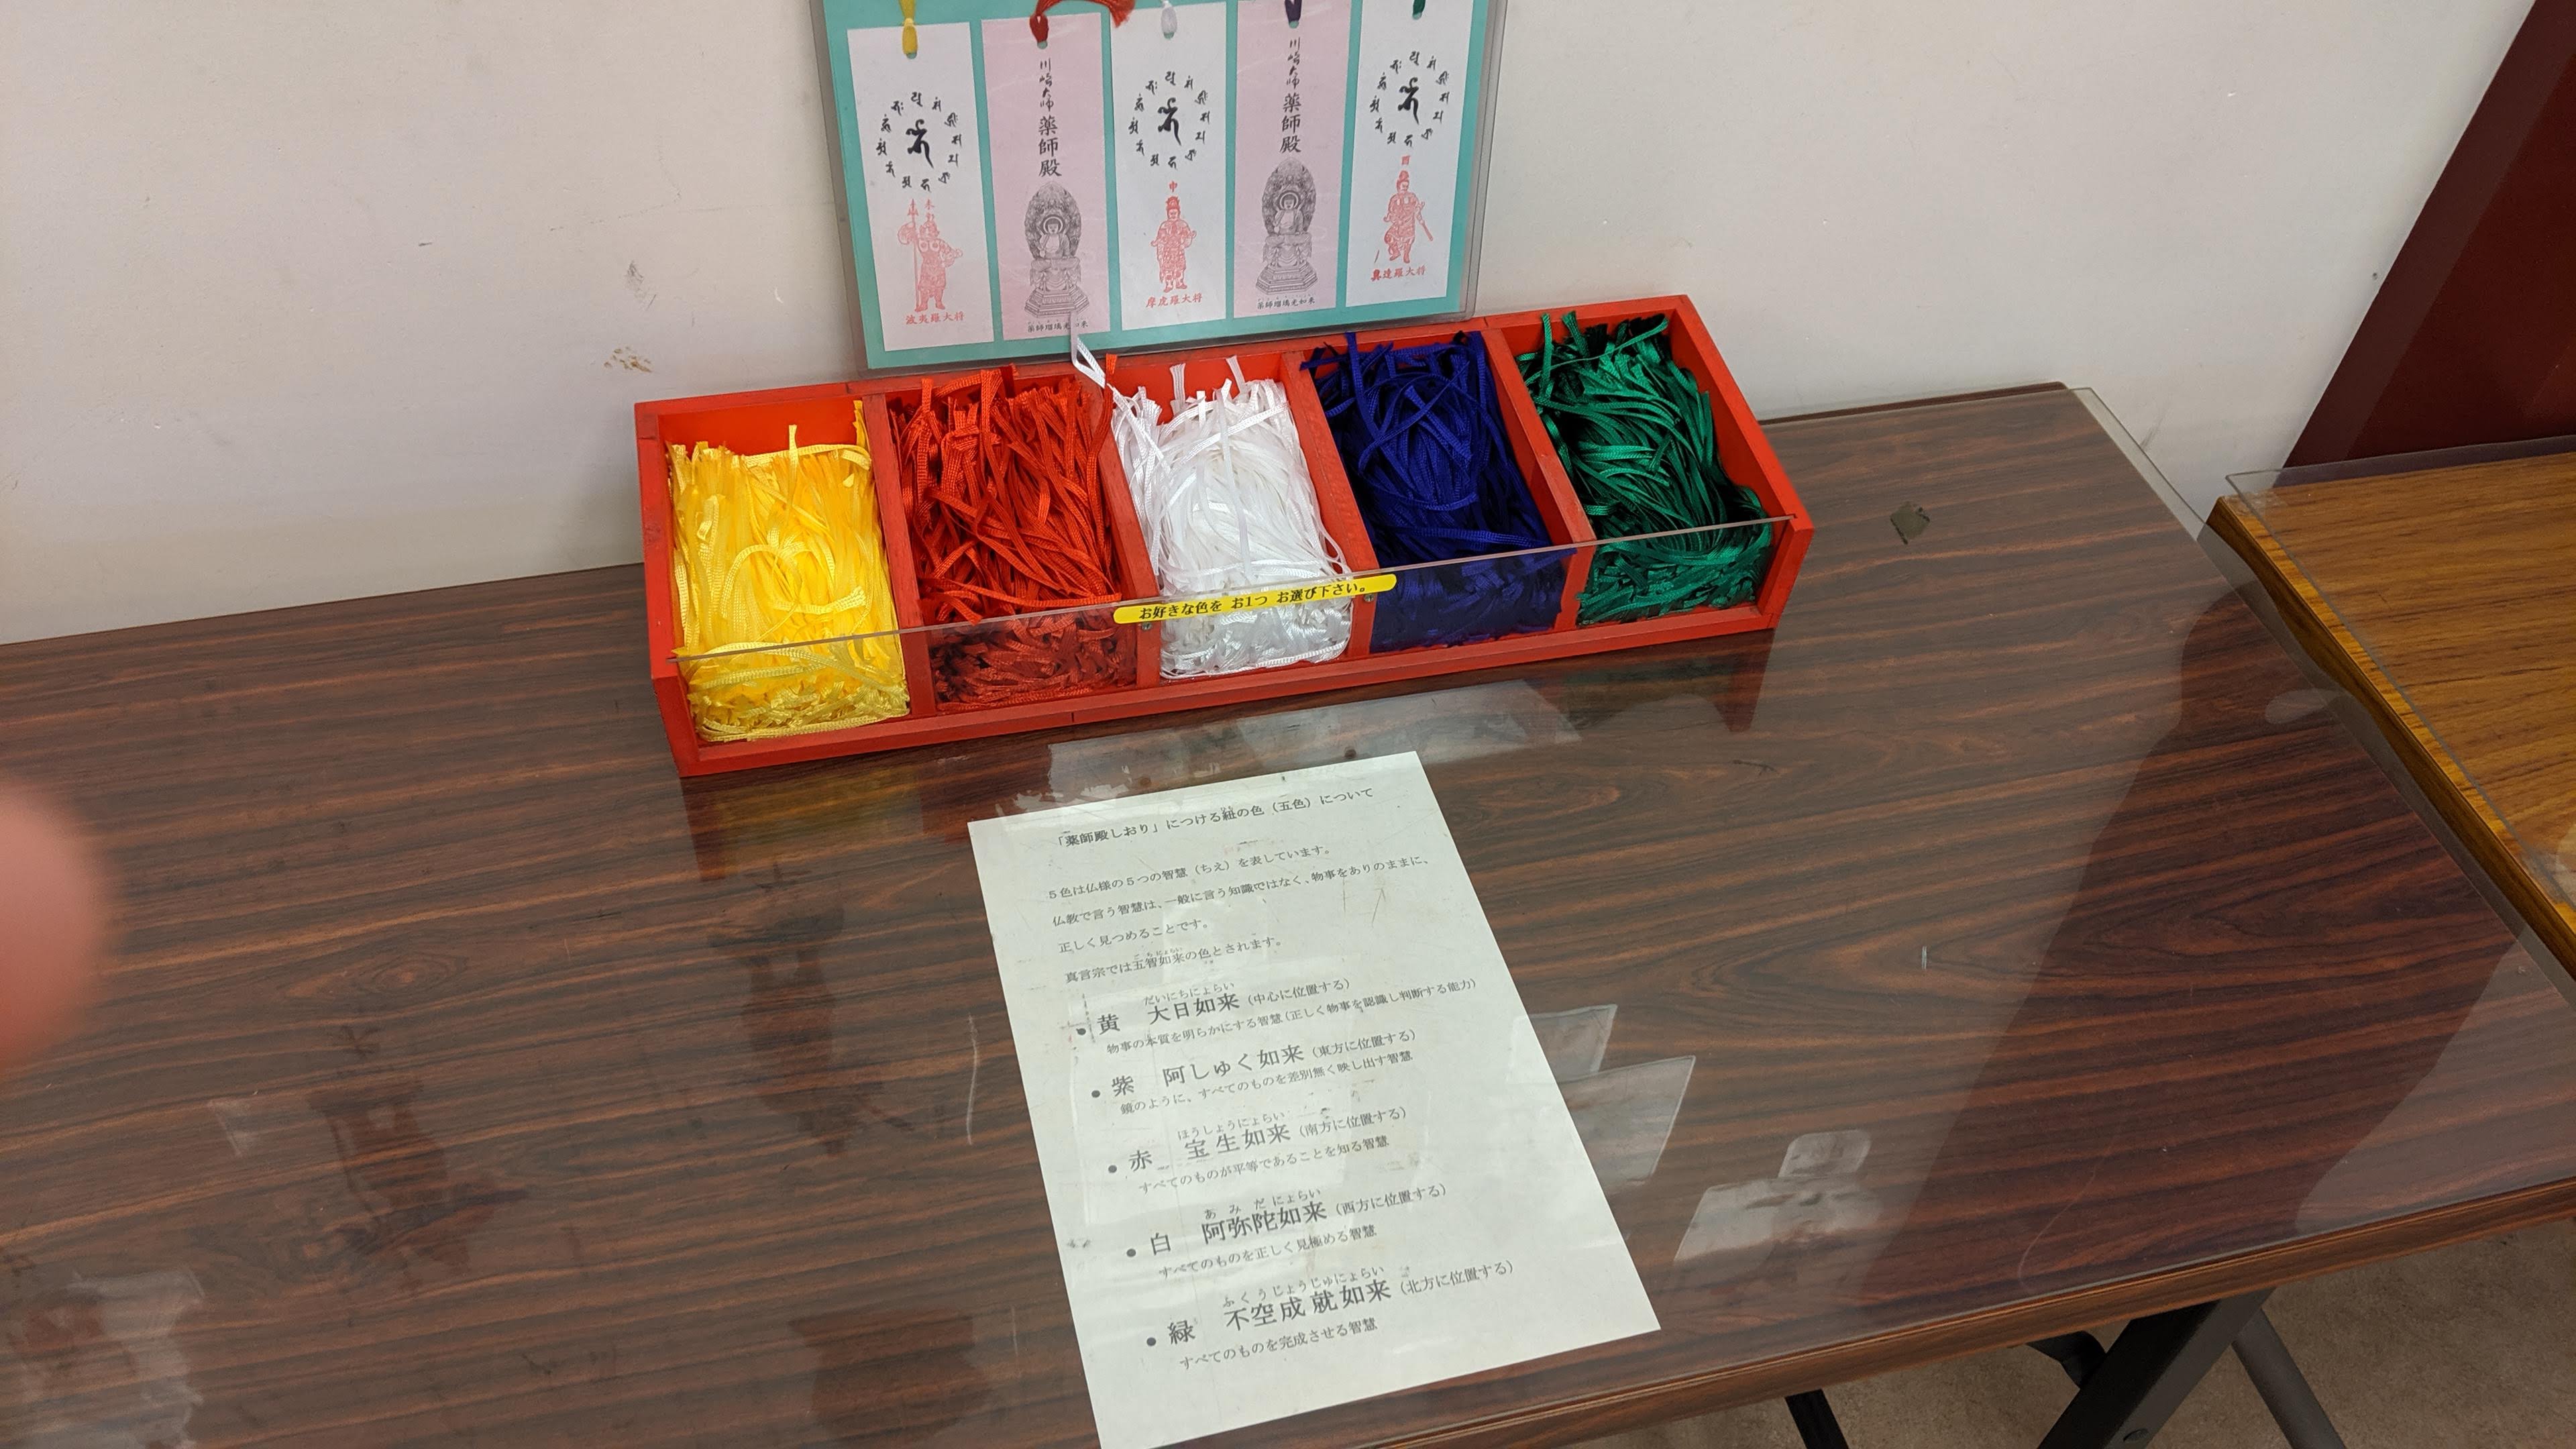 川崎大師 薬師殿
川崎大師 薬師殿
申
酉
波夷羅大将
薬師瑠璃光如来
摩虎羅大将
薬師瑠璃光如来
真達羅大将
お好きな色を お1つ お選び下さい。
「薬師殿しおり」につける紐の色（五色）について
５色は仏様の５つの智慧（ちえ）を表しています。
仏教で言う智慧は、一般に言う知識ではなく、物事をありのままに、
正しく見つめることです。
ごちにょらい
真言宗では五智如来の色とされます。
だいにちにょらい
● 黄 大日如来（中心に位置する）
物事の本質を明らかにする智慧（正しく物事を認識し判断する能力）
● 紫 阿しゅく如来（東方に位置する）
鏡のように、すべてのものを差別無く映し出す智慧
ほうしょうにょらい
● 赤 宝生如来（南方に位置する）
すべてのものが平等であることを知る智慧
あみだにょらい
● 白 阿弥陀如来（西方に位置する）
すべてのものを正しく見極める智慧
ふくうじょうじゅにょらい
● 緑 不空成就如来（北方に位置する）
すべてのものを完成させる智慧